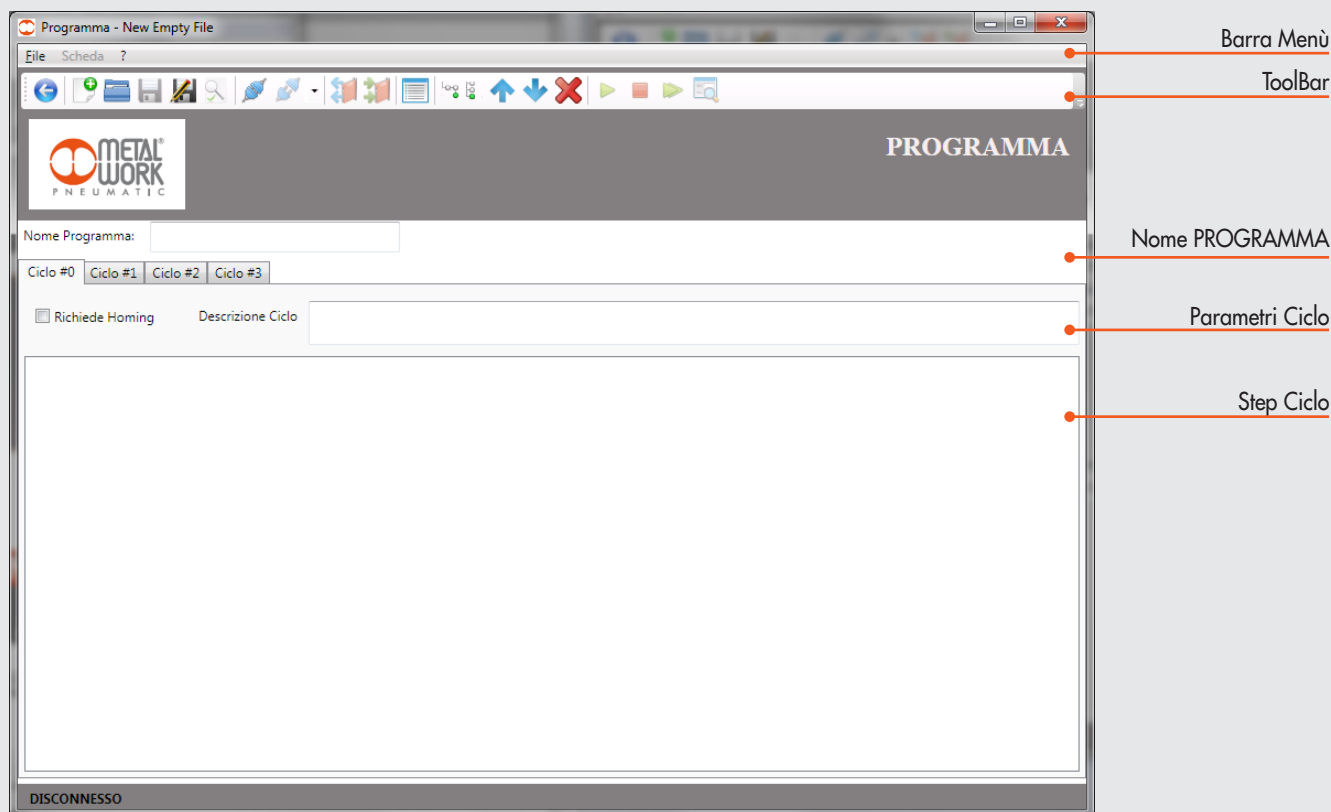 Programma - New Empty File
File Scheda ?
Barra Menù
ToolBar
METAL®
WORK
PNEUMATIC
PROGRAMMA
Nome Programma:
Nome PROGRAMMA
Ciclo #0 Ciclo #1 Ciclo #2 Ciclo #3
Richiede Homing Descrizione Ciclo
Parametri Ciclo
Step Ciclo
DISCONNESSO